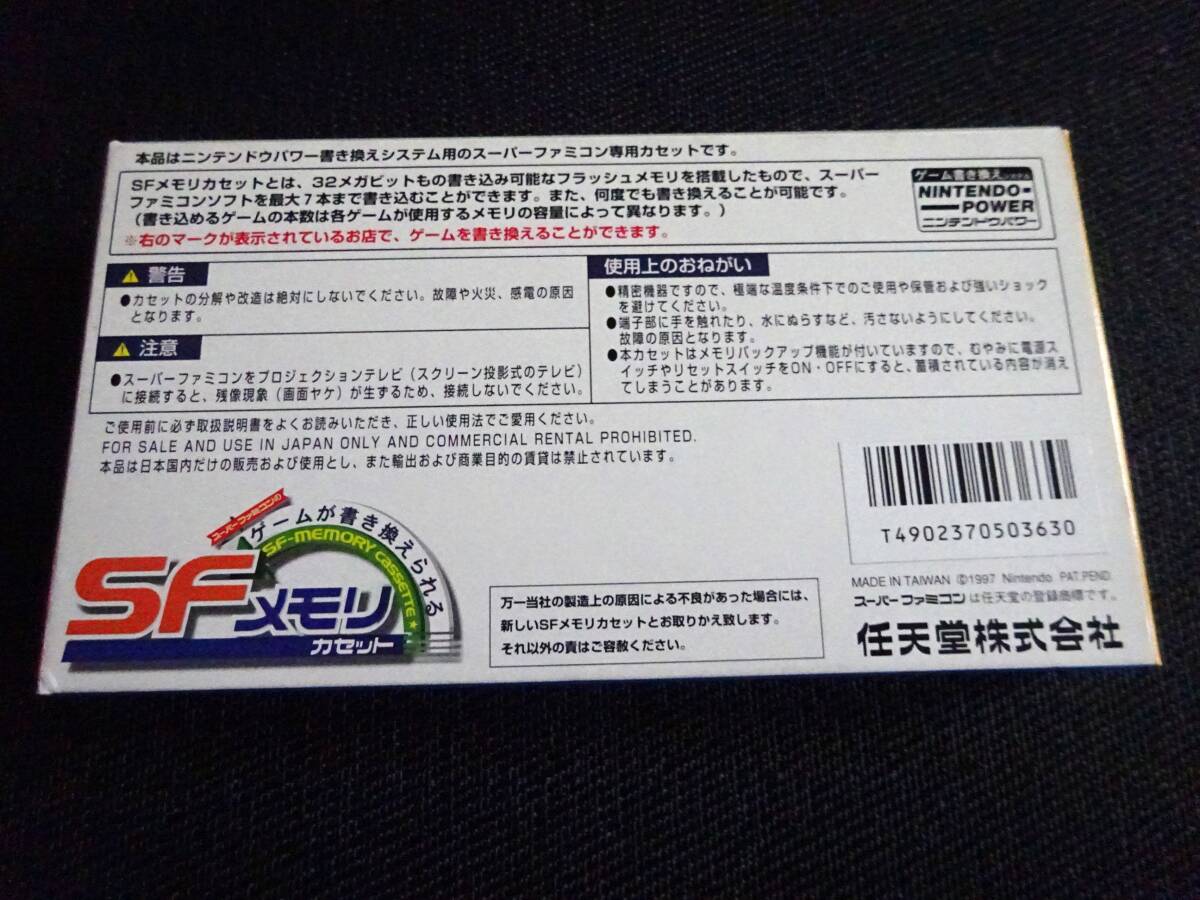 本品はニンテンドウパワー書き換えシステム用のスーパーファミコン専用カセットです。
SFメモリカセットとは、32メガビットもの書き込み可能なフラッシュメモリを搭載したもので、スーパー
ファミコンソフトを最大7本まで書き込むことができます。また、何度でも書き換えることが可能です。
（書き込めるゲームの本数は各ゲームが使用するメモリの容量によって異なります。）
※右のマークが表示されているお店で、ゲームを書き換えることができます。
ゲーム書き換えシステム
NINTENDO
POWER
ニンテンドウパワー
警告
●カセットの分解や改造は絶対にしないでください。故障や火災、感電の原因
となります。
注意
●スーパーファミコンをプロジェクションテレビ（スクリーン投影式のテレビ）
に接続すると、残像現象（画面ヤケ）が生ずるため、接続しないでください。
使用上のおねがい
●精密機器ですので、極端な温度条件下でのご使用や保管および強いショック
を避けてください。
●端子部に手を触れたり、水にぬらすなど、汚さないようにしてください。
故障の原因となります。
●本カセットはメモリバックアップ機能が付いていますので、むやみに電源ス
イッチやリセットスイッチをON・OFFにすると、蓄積されている内容が消え
てしまうことがあります。
ご使用前に必ず取扱説明書をよくお読みいただき、正しい使用法でご愛用ください。
FOR SALE AND USE IN JAPAN ONLY AND COMMERCIAL RENTAL PROHIBITED.
本品は日本国内だけの販売および使用とし、また輸出および商業目的の賃貸は禁止されています。
スーパーファミコンの
ゲームが書き換えられる
SF-MEMORY CASSETTE★
SFメモリ
カセット
万一当社の製造上の原因による不良があった場合には、
新しいSFメモリカセットとお取りかえ致します。
それ以外の責はご容赦ください。
T4902370503630
MADE IN TAIWAN ©1997 Nintendo PAT.PEND.
スーパーファミコンは任天堂の登録商標です。
任天堂株式会社